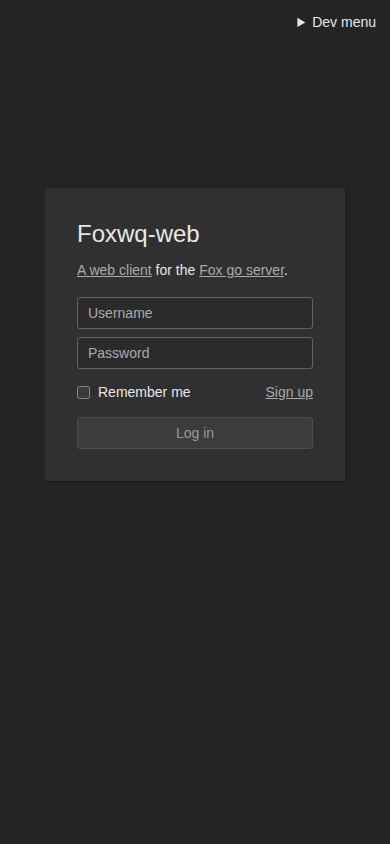 Dev menu
Foxwq-web
A web client for the Fox go server.
Username
Password
Remember me Sign up
Log in